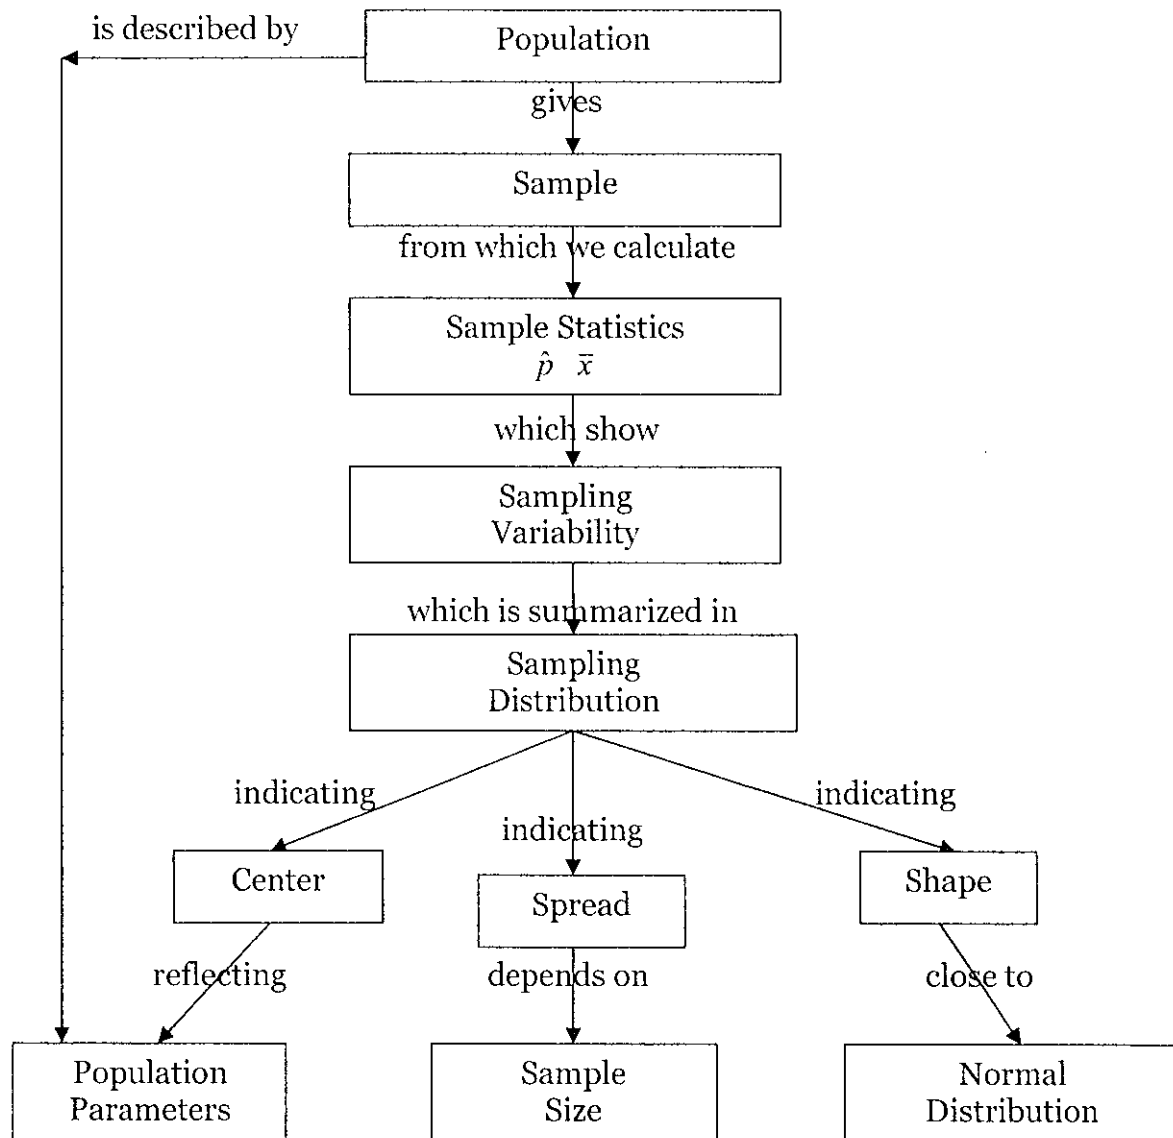 is described by
Population
gives
Sample
from which we calculate
Sample Statistics
p̂ x̄
which show
Sampling
Variability
which is summarized in
Sampling
Distribution
indicating
indicating
indicating
Center
Spread
Shape
reflecting
depends on
close to
Population
Parameters
Sample
Size
Normal
Distribution